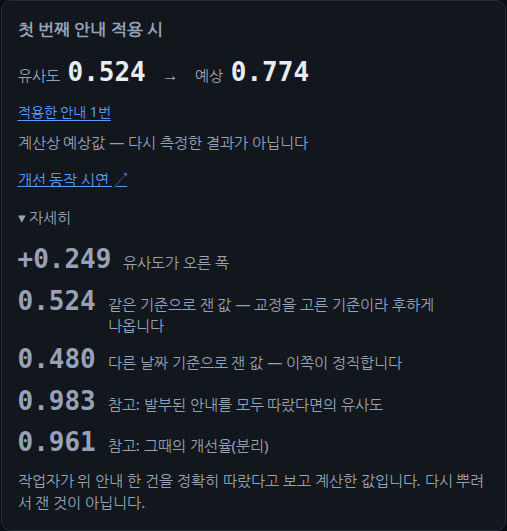 첫 번째 안내 적용 시
유사도 0.524 → 예상 0.774
적용한 안내 1번
계산상 예상값 — 다시 측정한 결과가 아닙니다
개선 동작 시연 ↗
▾ 자세히
+0.249 유사도가 오른 폭
0.524 같은 기준으로 잰 값 — 교정을 고른 기준이라 후하게
나옵니다
0.480 다른 날짜 기준으로 잰 값 — 이쪽이 정직합니다
0.983 참고: 발부된 안내를 모두 따랐다면의 유사도
0.961 참고: 그때의 개선율(분리)
작업자가 위 안내 한 건을 정확히 따랐다고 보고 계산한 값입니다. 다시 뿌려
서 잰 것이 아닙니다.